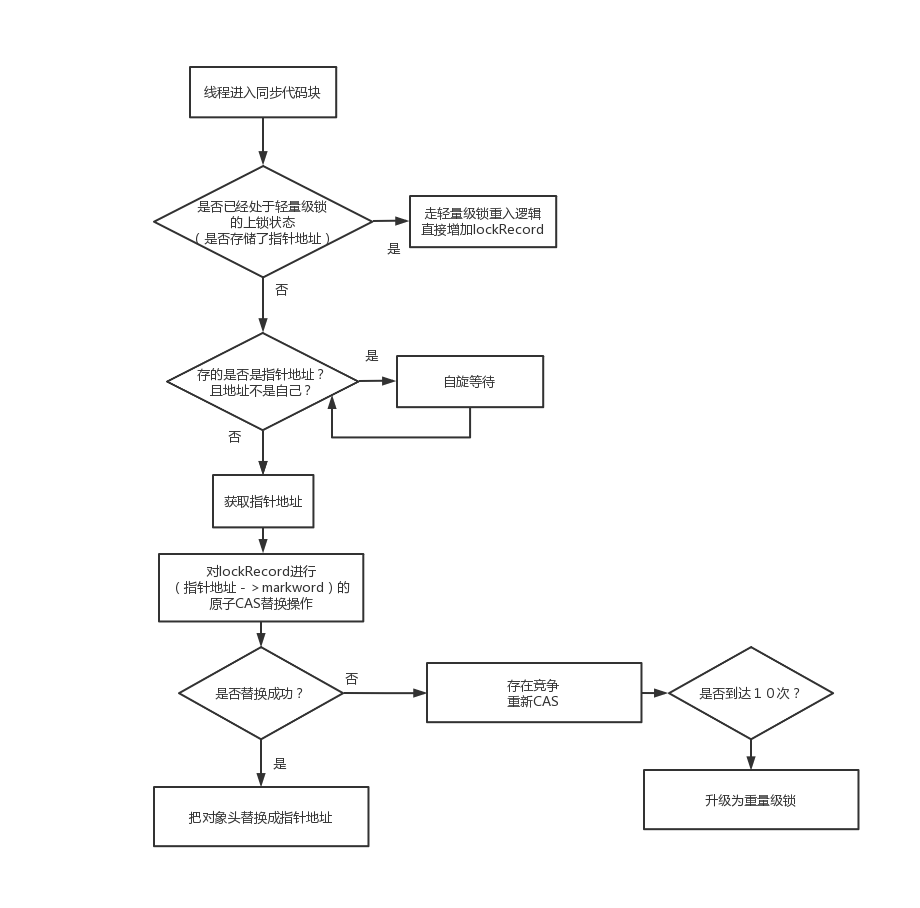 线程进入同步代码块
是否已经处于轻量级锁
的上锁状态
（是否存储了指针地址）
是
走轻量级锁重入逻辑
直接增加lockRecord
否
存的是否是指针地址？
且地址不是自己？
是
自旋等待
否
获取指针地址
对lockRecord进行
（指针地址－＞markword）的
原子CAS替换操作
是否替换成功？
否
存在竞争
重新CAS
是否到达１０次？
是
把对象头替换成指针地址
升级为重量级锁